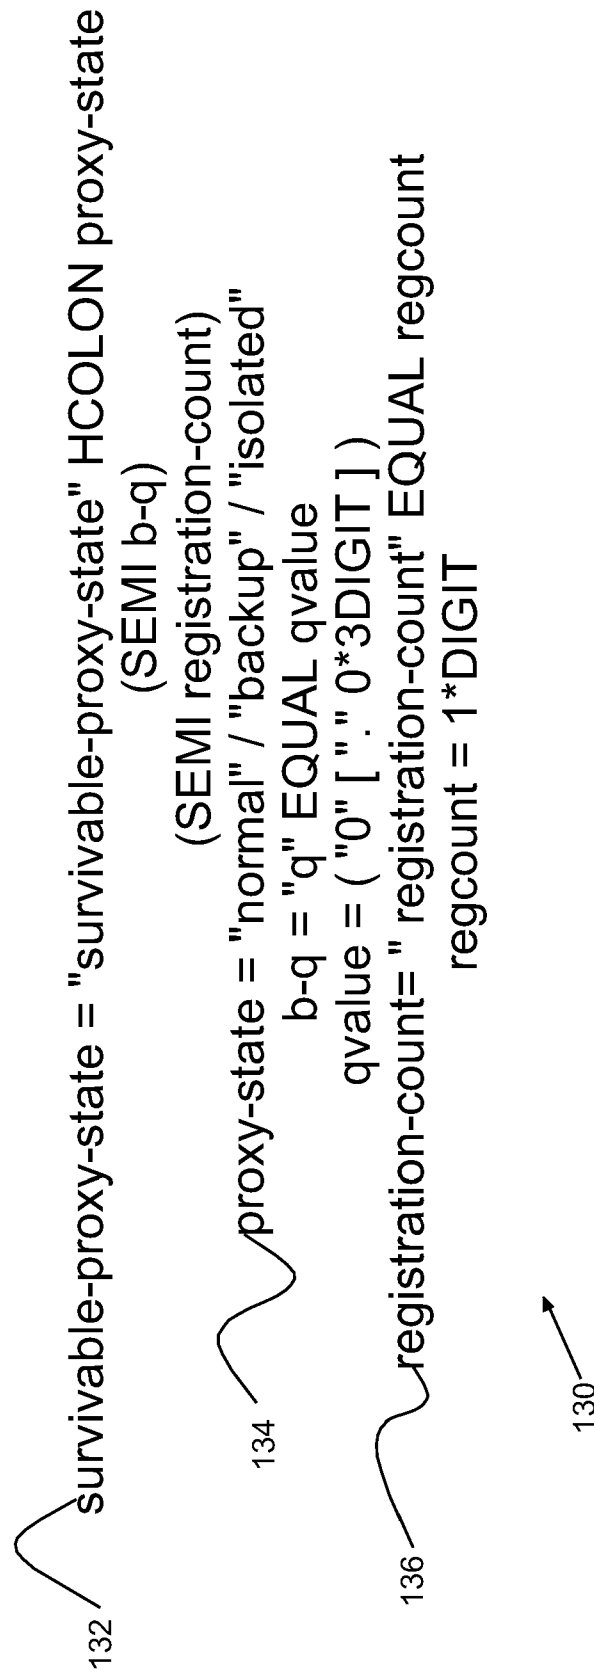 survivable-proxy-state = "survivable-proxy-state" HCOLON proxy-state
(SEMI b-q)
(SEMI registration-count)
proxy-state = "normal" / "backup" / "isolated"
b-q = "q" EQUAL qvalue
qvalue = ( "0" [ "." 0*3DIGIT ] )
registration-count= " registration-count" EQUAL regcount
regcount = 1*DIGIT
132
134
136
130